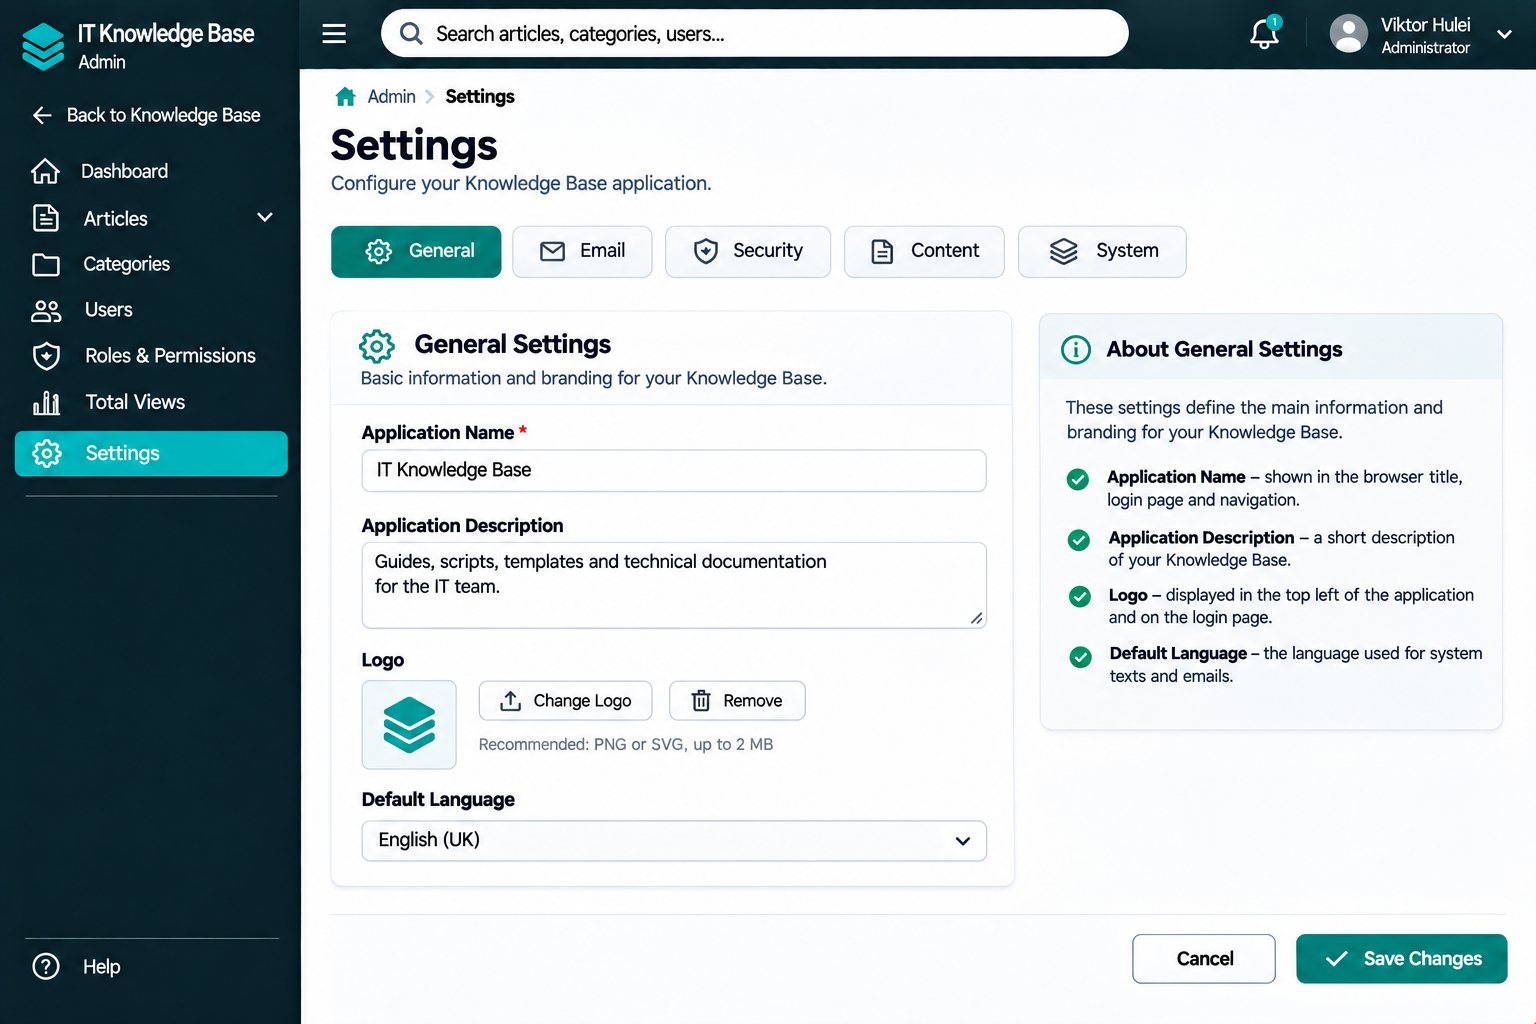 IT Knowledge Base
Admin
Back to Knowledge Base
Dashboard
Articles
Categories
Users
Roles & Permissions
Total Views
Settings
Help
Search articles, categories, users...
1
Viktor Hulei
Administrator
Admin
Settings
Settings
Configure your Knowledge Base application.
General
Email
Security
Content
System
General Settings
Basic information and branding for your Knowledge Base.
Application Name *
IT Knowledge Base
Application Description
Guides, scripts, templates and technical documentation
for the IT team.
Logo
Change Logo
Remove
Recommended: PNG or SVG, up to 2 MB
Default Language
English (UK)
About General Settings
These settings define the main information and
branding for your Knowledge Base.
Application Name – shown in the browser title,
login page and navigation.
Application Description – a short description
of your Knowledge Base.
Logo – displayed in the top left of the application
and on the login page.
Default Language – the language used for system
texts and emails.
Cancel
Save Changes